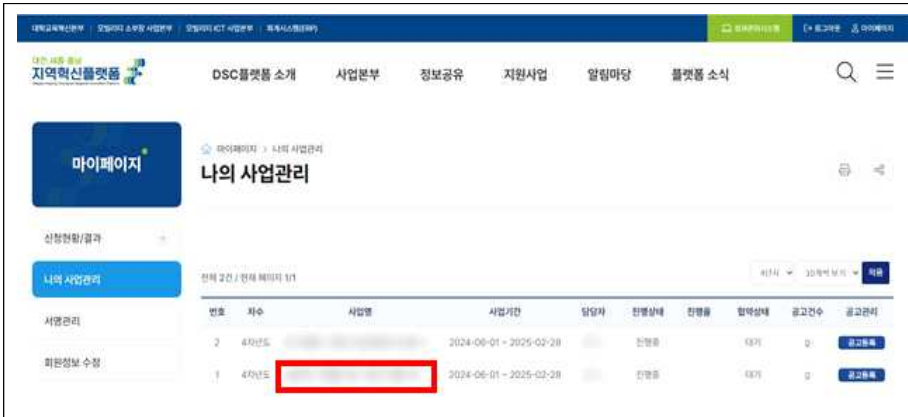 대학교육혁신본부 | 모빌리티 소부장 사업본부 | 모빌리티 ICT 사업본부 | 회계시스템(ERP)
로그아웃 마이페이지
대전·세종·충남
지역혁신플랫폼
DSC플랫폼 소개 사업본부 정보공유 지원사업 알림마당 플랫폼 소식
마이페이지
마이페이지 > 나의 사업관리
나의 사업관리
신청현황/결과
나의 사업관리
서명관리
회원정보 수정
전체 2건 / 현재 페이지 1/1
4년차 10개씩 보기 적용
번호 차수 사업명 사업기간 담당자 진행상태 진행율 협약상태 공고건수 공고관리
2 4차년도 2024-06-01 ~ 2025-02-28 진행중 대기 0 공고등록
1 4차년도 2024-06-01 ~ 2025-02-28 진행중 대기 0 공고등록